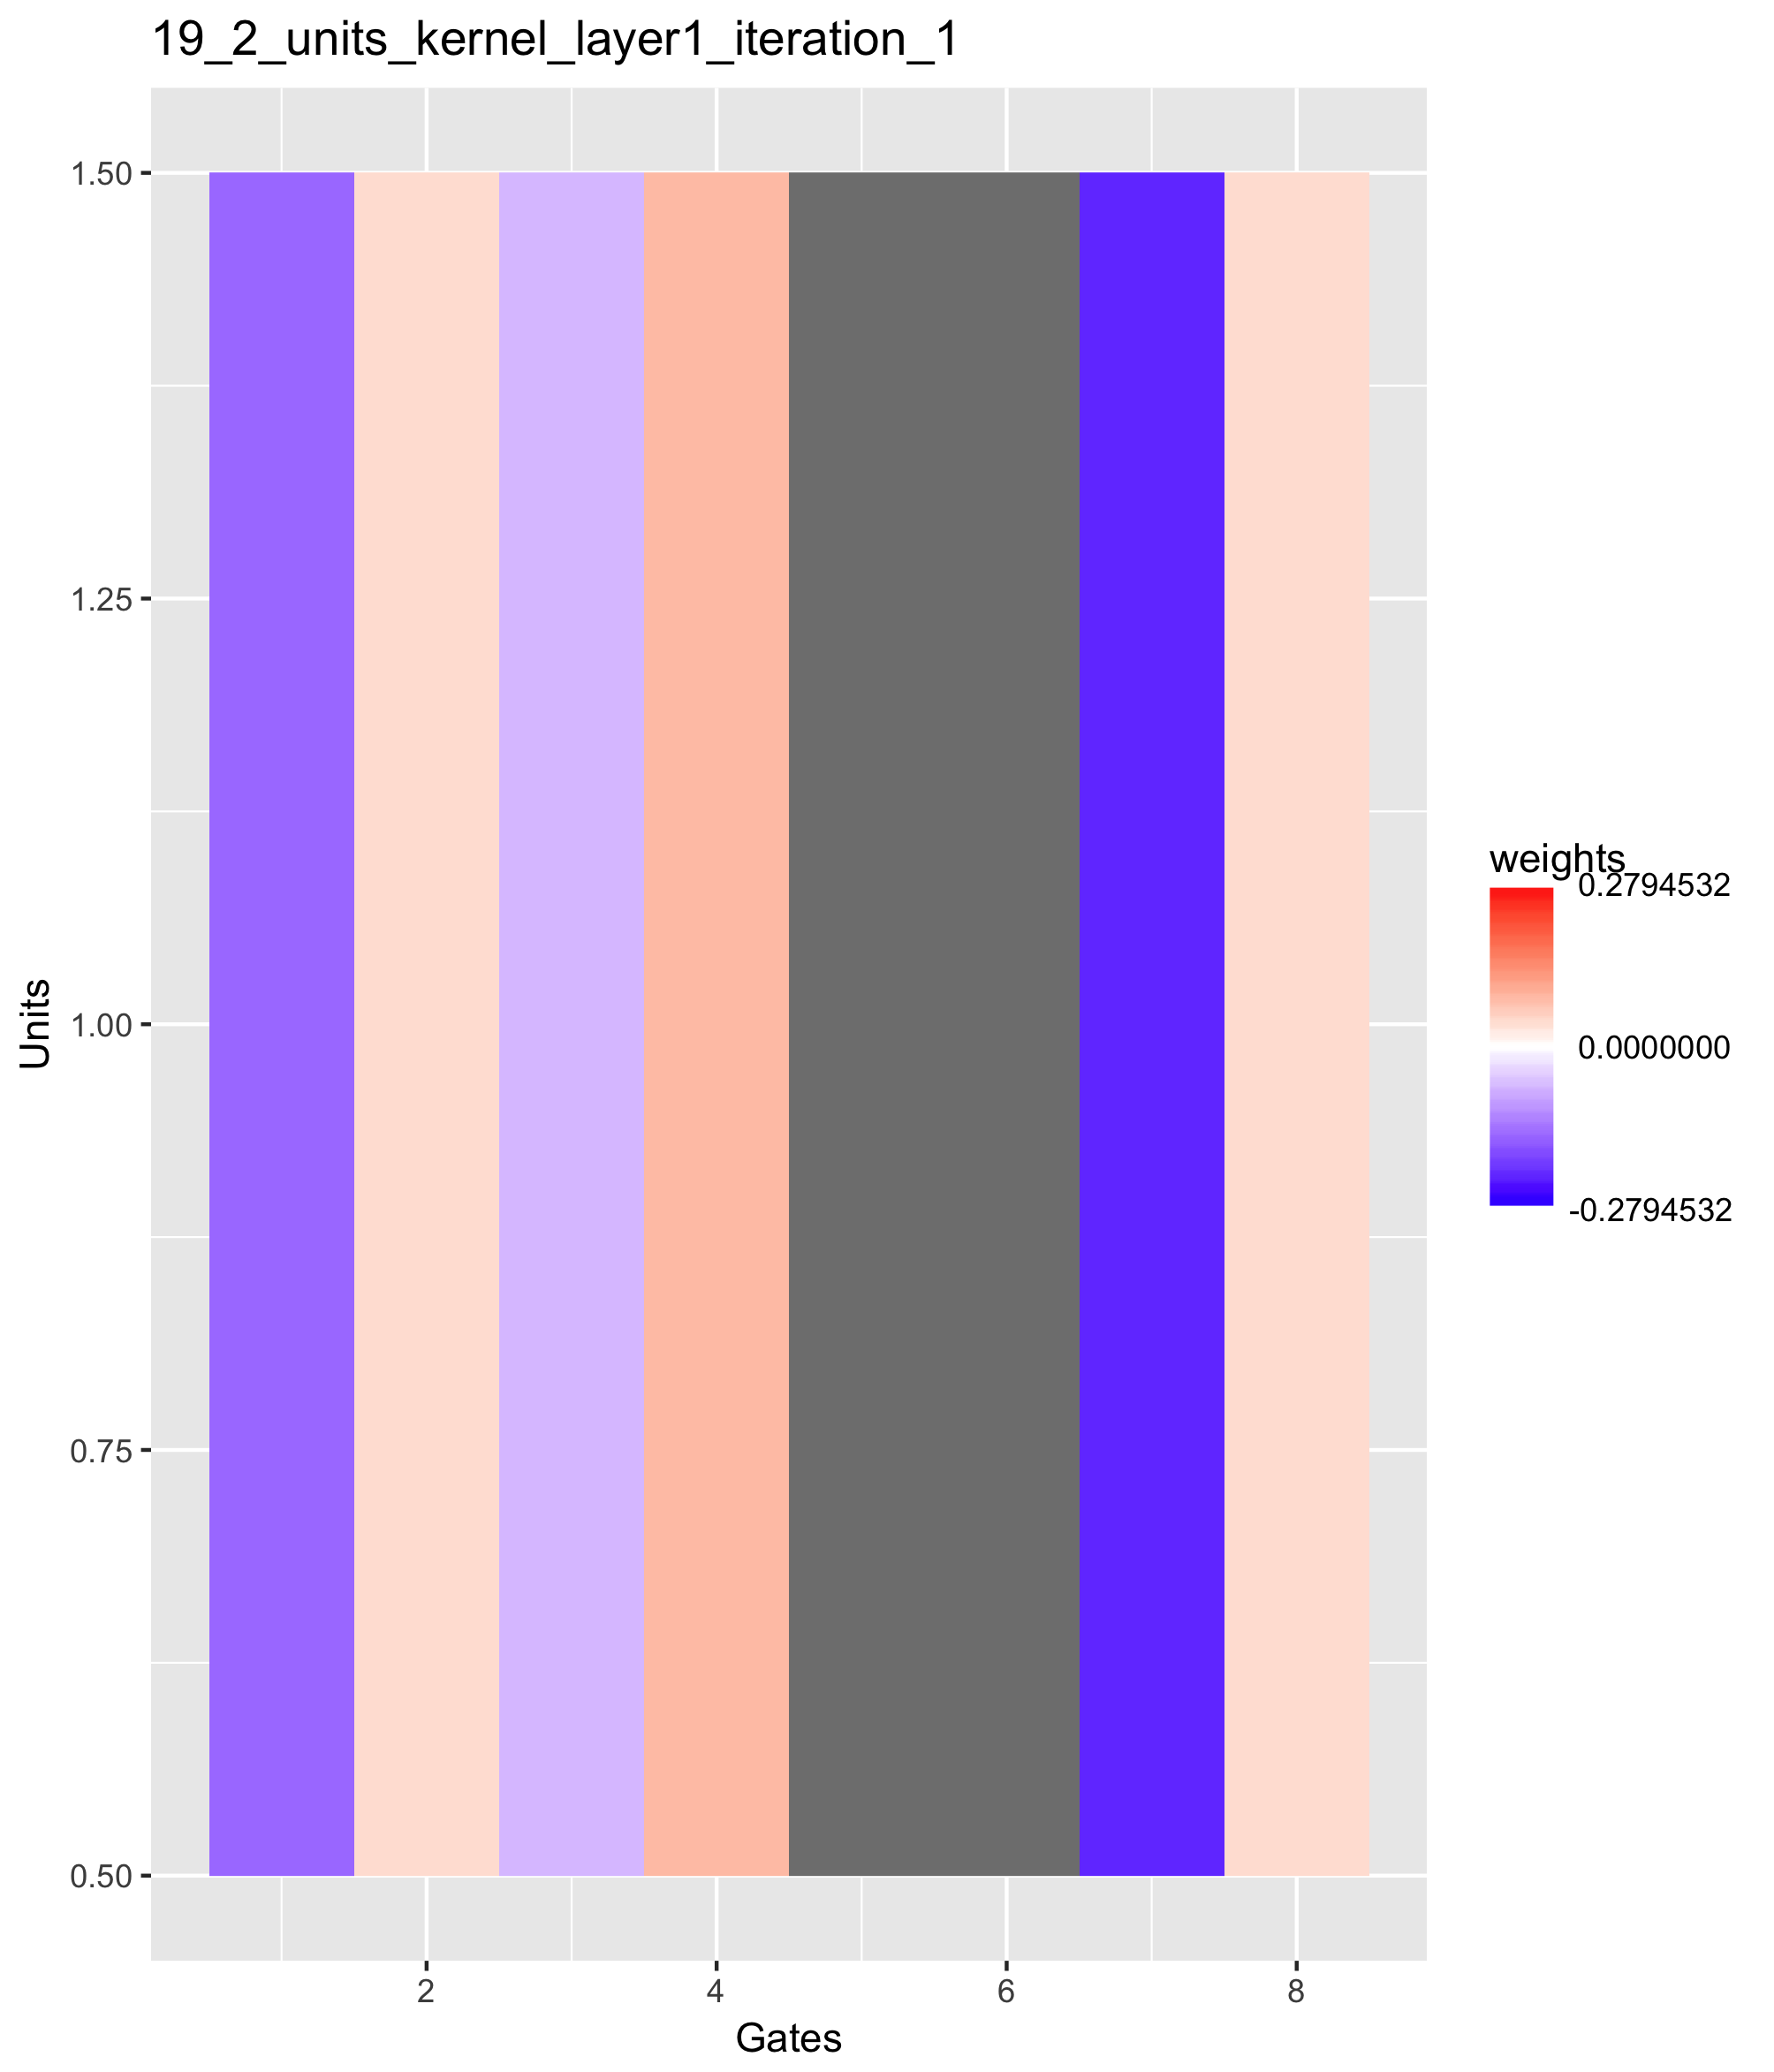 19_2_units_kernel_layer1_iteration_1
1.50
1.25
1.00
0.75
0.50
Units
2 4 6 8
Gates
weights
0.2794532
0.0000000
-0.2794532